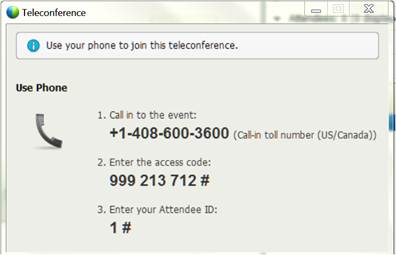 Teleconference
Use your phone to join this teleconference.
Use Phone
1. Call in to the event:
+1-408-600-3600 (Call-in toll number (US/Canada))
2. Enter the access code:
999 213 712 #
3. Enter your Attendee ID:
1 #